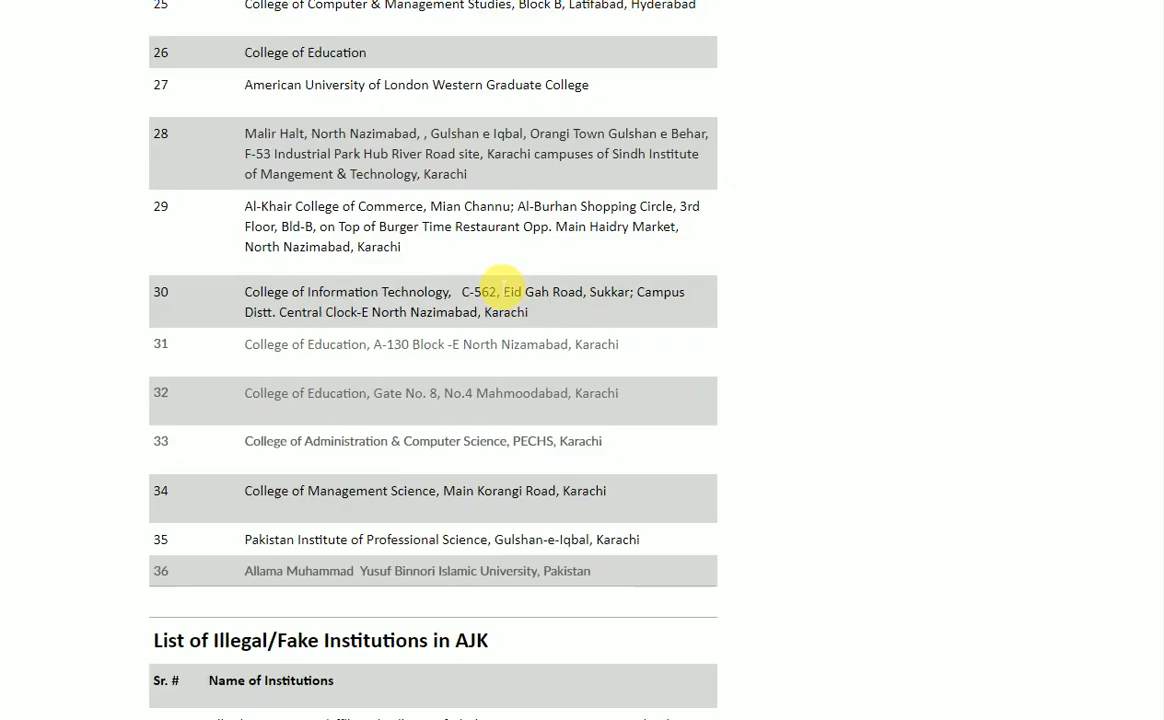 25 College of Computer & Management Studies, Block B, Latifabad, Hyderabad
26 College of Education
27 American University of London Western Graduate College
28 Malir Halt, North Nazimabad, , Gulshan e Iqbal, Orangi Town Gulshan e Behar,
F-53 Industrial Park Hub River Road site, Karachi campuses of Sindh Institute
of Mangement & Technology, Karachi
29 Al-Khair College of Commerce, Mian Channu; Al-Burhan Shopping Circle, 3rd
Floor, Bld-B, on Top of Burger Time Restaurant Opp. Main Haidry Market,
North Nazimabad, Karachi
30 College of Information Technology, C-562, Eid Gah Road, Sukkar; Campus
Distt. Central Clock-E North Nazimabad, Karachi
31 College of Education, A-130 Block -E North Nizamabad, Karachi
32 College of Education, Gate No. 8, No.4 Mahmoodabad, Karachi
33 College of Administration & Computer Science, PECHS, Karachi
34 College of Management Science, Main Korangi Road, Karachi
35 Pakistan Institute of Professional Science, Gulshan-e-Iqbal, Karachi
36 Allama Muhammad Yusuf Binnori Islamic University, Pakistan
List of Illegal/Fake Institutions in AJK
Sr. # Name of Institutions